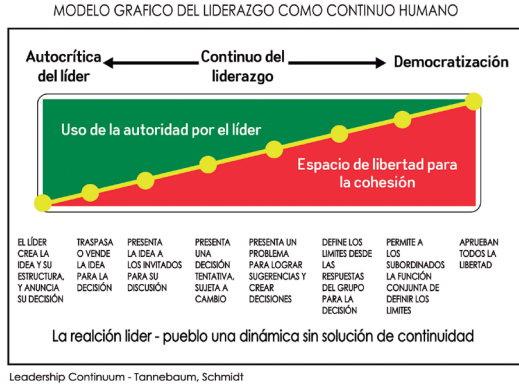 MODELO GRAFICO DEL LIDERAZGO COMO CONTINUO HUMANO
Autocrítica
del líder
Continuo del
liderazgo
Democratización
Uso de la autoridad por el líder
Espacio de libertad para
la cohesión
EL LÍDER
CREA LA
IDEA Y SU
ESTRUCTURA,
Y ANUNCIA
SU DECISIÓN
TRASPASA
O VENDE
LA IDEA
PARA LA
DECISIÓN
PRESENTA
LA IDEA A
LOS INVITADOS
PARA SU
DISCUSIÓN
PRESENTA
UNA
DECISIÓN
TENTATIVA,
SUJETA A
CAMBIO
PRESENTA UN
PROBLEMA
PARA LOGRAR
SUGERENCIAS Y
CREAR
DECISIONES
DEFINE LOS
LIMITES DESDE
LAS
RESPUESTAS
DEL GRUPO
PARA LA
DECISIÓN
PERMITE A
LOS
SUBORDINADOS
LA FUNCIÓN
CONJUNTA DE
DEFINIR LOS
LIMITES
APRUEBAN
TODOS LA
LIBERTAD
La realción lider - pueblo una dinámica sin solución de continuidad
Leadership Continuum - Tannebaum, Schmidt